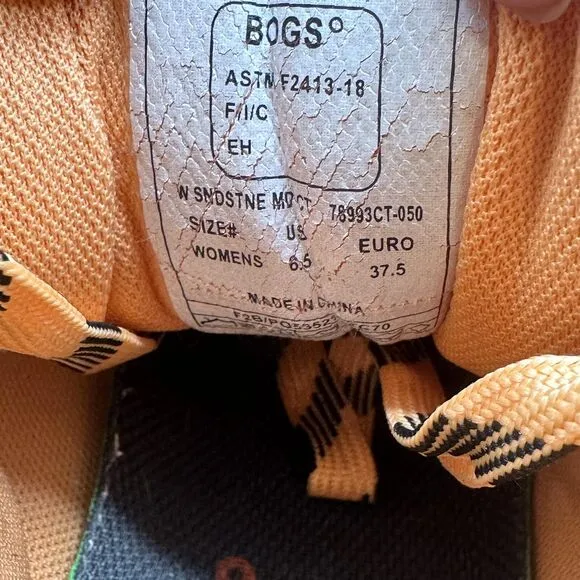 BOGS°
ASTM F2413-18
F/I/C
EH
W SNDSTNE MD CT 78993CT-050
SIZE# US EURO
WOMENS 6.5 37.5
MADE IN CHINA